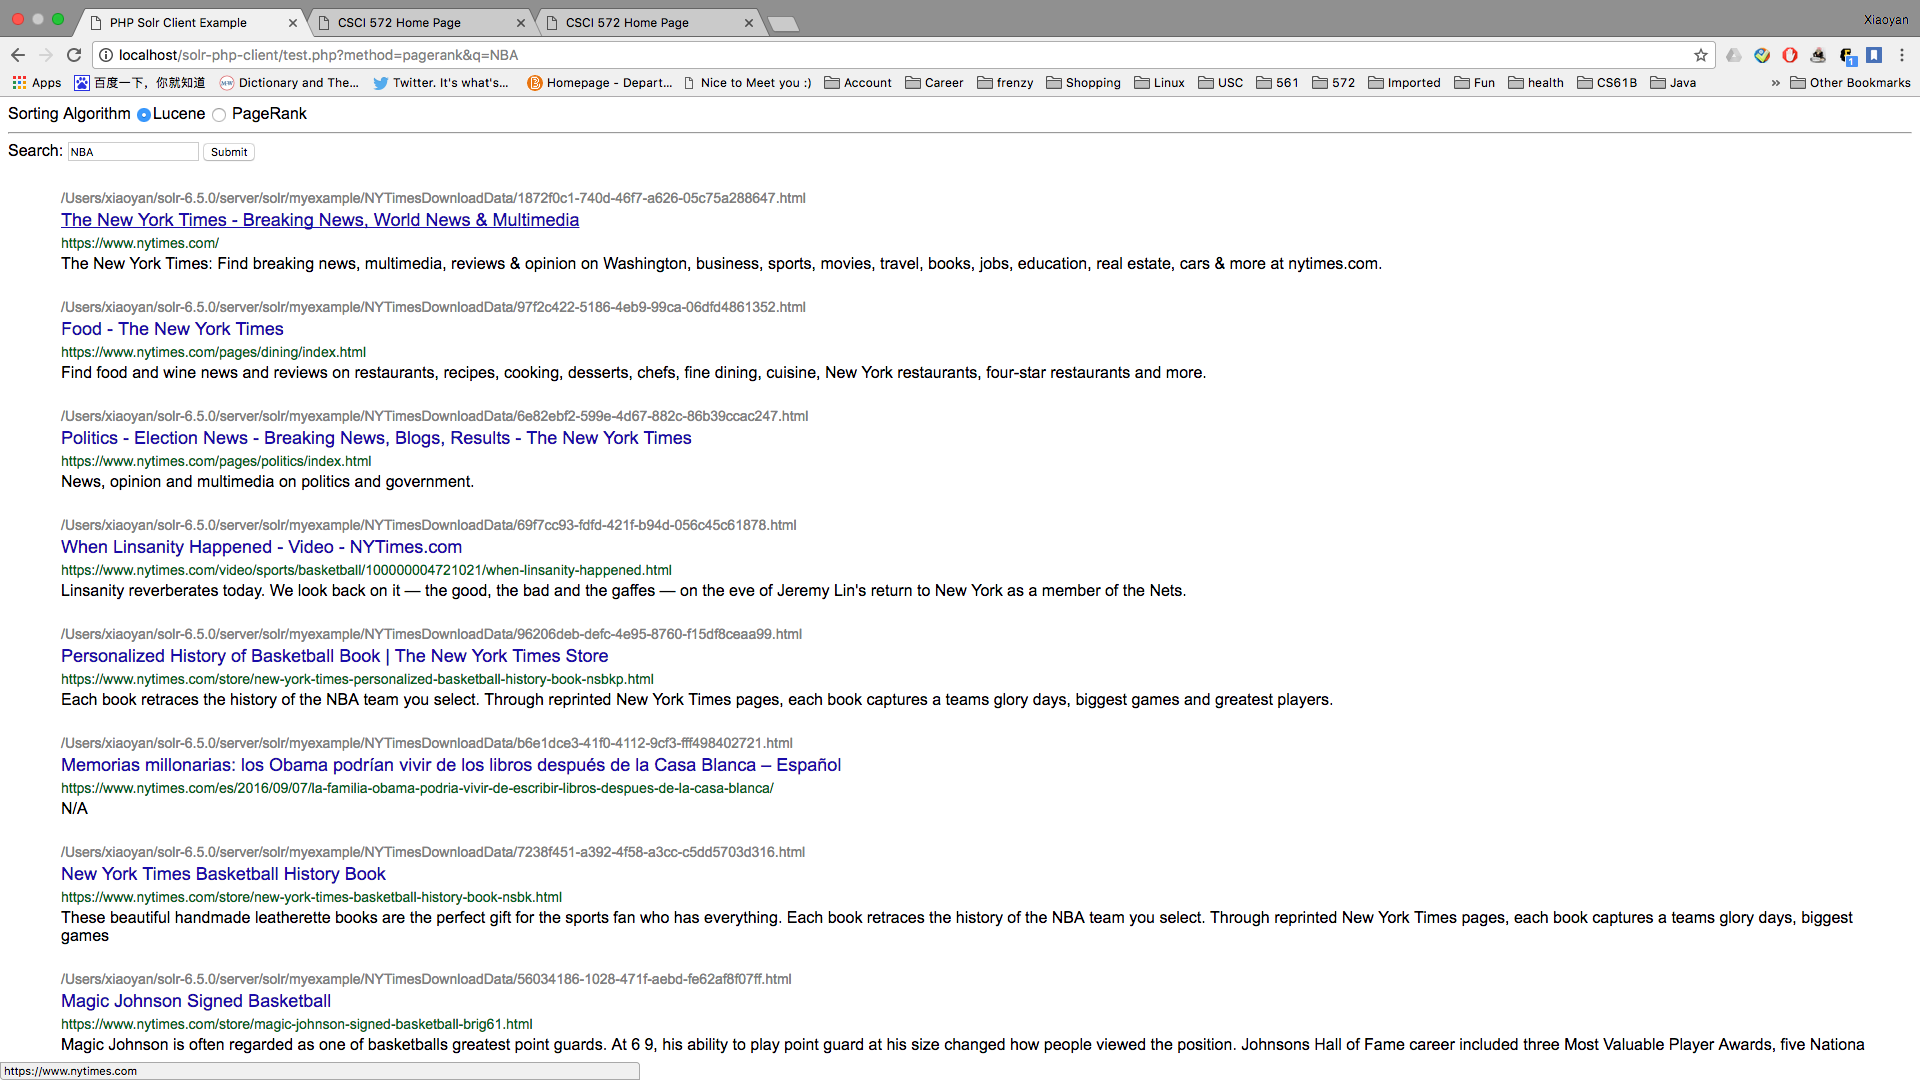 PHP Solr Client Example
CSCI 572 Home Page
CSCI 572 Home Page
Xiaoyan
localhost/solr-php-client/test.php?method=pagerank&q=NBA
1
Apps 百度一下，你就知道 Dictionary and The... Twitter. It's what's... Homepage - Depart... Nice to Meet you :) Account Career frenzy Shopping Linux USC 561 572 Imported Fun health CS61B Java » Other Bookmarks
Sorting Algorithm Lucene PageRank
Search: NBA Submit
/Users/xiaoyan/solr-6.5.0/server/solr/myexample/NYTimesDownloadData/1872f0c1-740d-46f7-a626-05c75a288647.html
The New York Times - Breaking News, World News & Multimedia
https://www.nytimes.com/
The New York Times: Find breaking news, multimedia, reviews & opinion on Washington, business, sports, movies, travel, books, jobs, education, real estate, cars & more at nytimes.com.
/Users/xiaoyan/solr-6.5.0/server/solr/myexample/NYTimesDownloadData/97f2c422-5186-4eb9-99ca-06dfd4861352.html
Food - The New York Times
https://www.nytimes.com/pages/dining/index.html
Find food and wine news and reviews on restaurants, recipes, cooking, desserts, chefs, fine dining, cuisine, New York restaurants, four-star restaurants and more.
/Users/xiaoyan/solr-6.5.0/server/solr/myexample/NYTimesDownloadData/6e82ebf2-599e-4d67-882c-86b39ccac247.html
Politics - Election News - Breaking News, Blogs, Results - The New York Times
https://www.nytimes.com/pages/politics/index.html
News, opinion and multimedia on politics and government.
/Users/xiaoyan/solr-6.5.0/server/solr/myexample/NYTimesDownloadData/69f7cc93-fdfd-421f-b94d-056c45c61878.html
When Linsanity Happened - Video - NYTimes.com
https://www.nytimes.com/video/sports/basketball/100000004721021/when-linsanity-happened.html
Linsanity reverberates today. We look back on it — the good, the bad and the gaffes — on the eve of Jeremy Lin's return to New York as a member of the Nets.
/Users/xiaoyan/solr-6.5.0/server/solr/myexample/NYTimesDownloadData/96206deb-defc-4e95-8760-f15df8ceaa99.html
Personalized History of Basketball Book | The New York Times Store
https://www.nytimes.com/store/new-york-times-personalized-basketball-history-book-nsbkp.html
Each book retraces the history of the NBA team you select. Through reprinted New York Times pages, each book captures a teams glory days, biggest games and greatest players.
/Users/xiaoyan/solr-6.5.0/server/solr/myexample/NYTimesDownloadData/b6e1dce3-41f0-4112-9cf3-fff498402721.html
Memorias millonarias: los Obama podrían vivir de los libros después de la Casa Blanca – Español
https://www.nytimes.com/es/2016/09/07/la-familia-obama-podria-vivir-de-escribir-libros-despues-de-la-casa-blanca/
N/A
/Users/xiaoyan/solr-6.5.0/server/solr/myexample/NYTimesDownloadData/7238f451-a392-4f58-a3cc-c5dd5703d316.html
New York Times Basketball History Book
https://www.nytimes.com/store/new-york-times-basketball-history-book-nsbk.html
These beautiful handmade leatherette books are the perfect gift for the sports fan who has everything. Each book retraces the history of the NBA team you select. Through reprinted New York Times pages, each book captures a teams glory days, biggest
games
/Users/xiaoyan/solr-6.5.0/server/solr/myexample/NYTimesDownloadData/56034186-1028-471f-aebd-fe62af8f07ff.html
Magic Johnson Signed Basketball
https://www.nytimes.com/store/magic-johnson-signed-basketball-brig61.html
Magic Johnson is often regarded as one of basketballs greatest point guards. At 6 9, his ability to play point guard at his size changed how people viewed the position. Johnsons Hall of Fame career included three Most Valuable Player Awards, five Nationa
https://www.nytimes.com